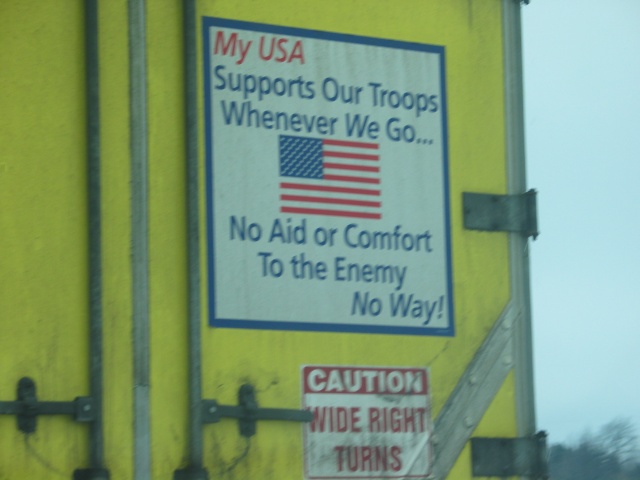 My USA
Supports Our Troops
Whenever We Go...
No Aid or Comfort
To the Enemy
No Way!
CAUTION
WIDE RIGHT
TURNS